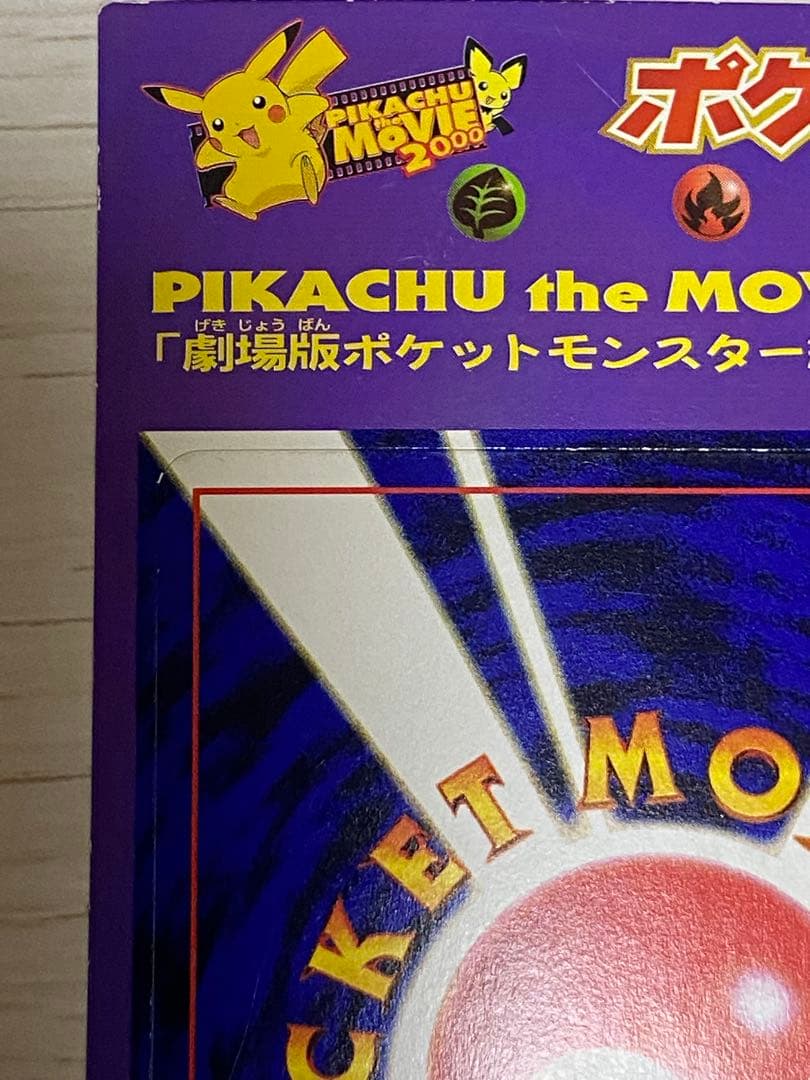 PIKACHU
the
MOVIE
2000
ポケ
PIKACHU the MOV
げき じょう ばん
「劇場版ポケットモンスター
CKET MO